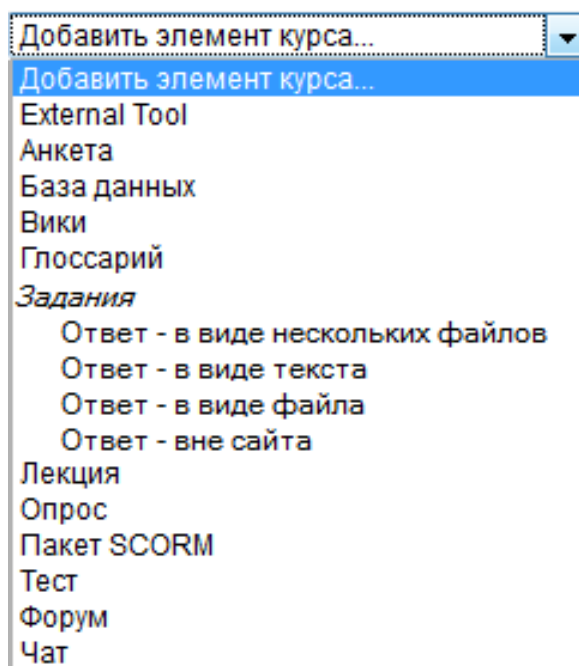 Добавить элемент курса...
Добавить элемент курса...
External Tool
Анкета
База данных
Вики
Глоссарий
Задания
Ответ - в виде нескольких файлов
Ответ - в виде текста
Ответ - в виде файла
Ответ - вне сайта
Лекция
Опрос
Пакет SCORM
Тест
Форум
Чат